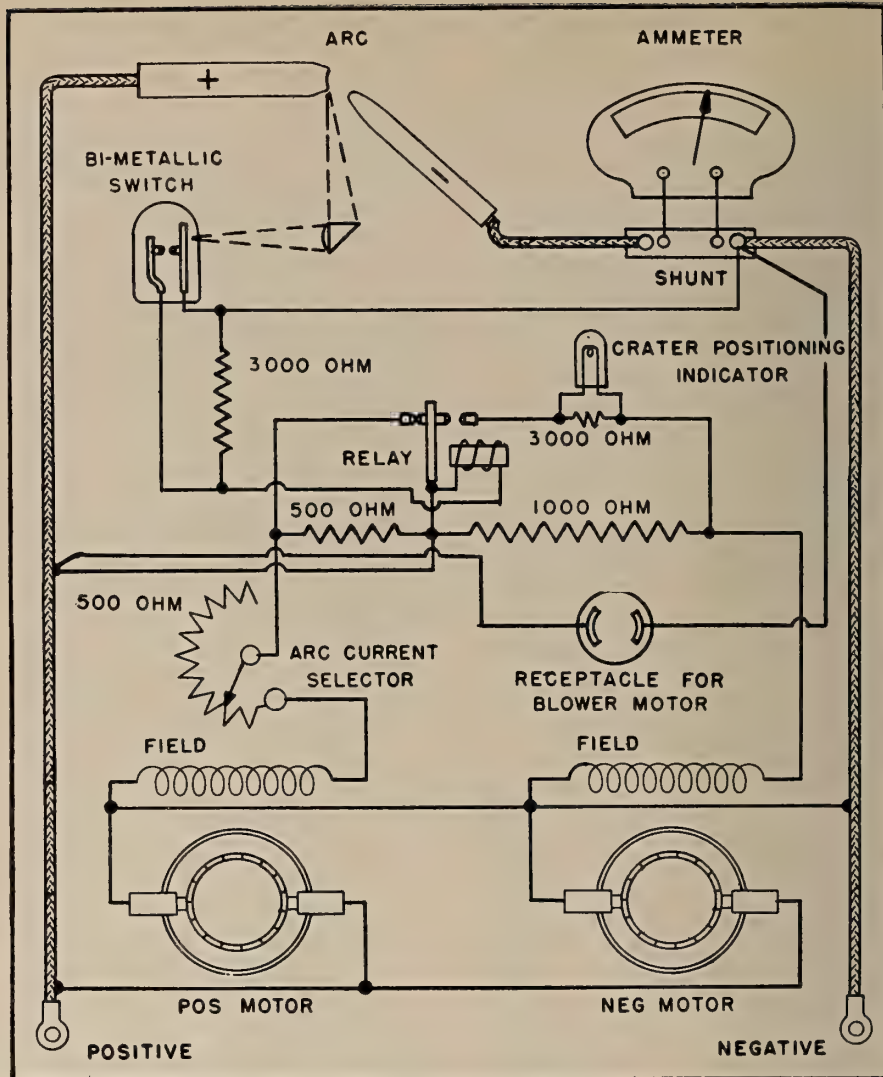 ARC
AMMETER
+
BI-METALLIC
SWITCH
−
SHUNT
3000 OHM
CRATER POSITIONING
INDICATOR
3000 OHM
RELAY
500 OHM
1000 OHM
500 OHM
ARC CURRENT
SELECTOR
RECEPTACLE FOR
BLOWER MOTOR
FIELD
FIELD
POS MOTOR
NEG MOTOR
POSITIVE
NEGATIVE